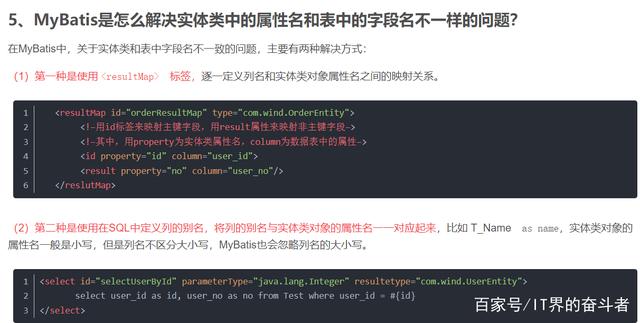 5、MyBatis是怎么解决实体类中的属性名和表中的字段名不一样的问题？
在MyBatis中，关于实体类和表中字段名不一致的问题，主要有两种解决方式：
（1）第一种是使用 <resultMap> 标签，逐一定义列名和实体类对象属性名之间的映射关系。
1 <resultMap id="orderResultMap" type="com.wind.OrderEntity">
2 <!—用id标签来映射主键字段，用result属性来映射非主键字段—>
3 <!—其中，用property为实体类属性名，column为数据表中的属性—>
4 <id property="id" column="user_id">
5 <result property="no" column="user_no"/>
6 </reslutMap>
（2）第二种是使用在SQL中定义列的别名，将列的别名与实体类对象的属性名一一对应起来，比如 T_Name as name，实体类对象的
属性名一般是小写，但是列名不区分大小写，MyBatis也会忽略列名的大小写。
1 <select id="selectUserById" parameterType="java.lang.Integer" resultetype="com.wind.UserEntity">
2 select user_id as id, user_no as no from Test where user_id = #{id}
3 </select>
百家号/IT界的奋斗者